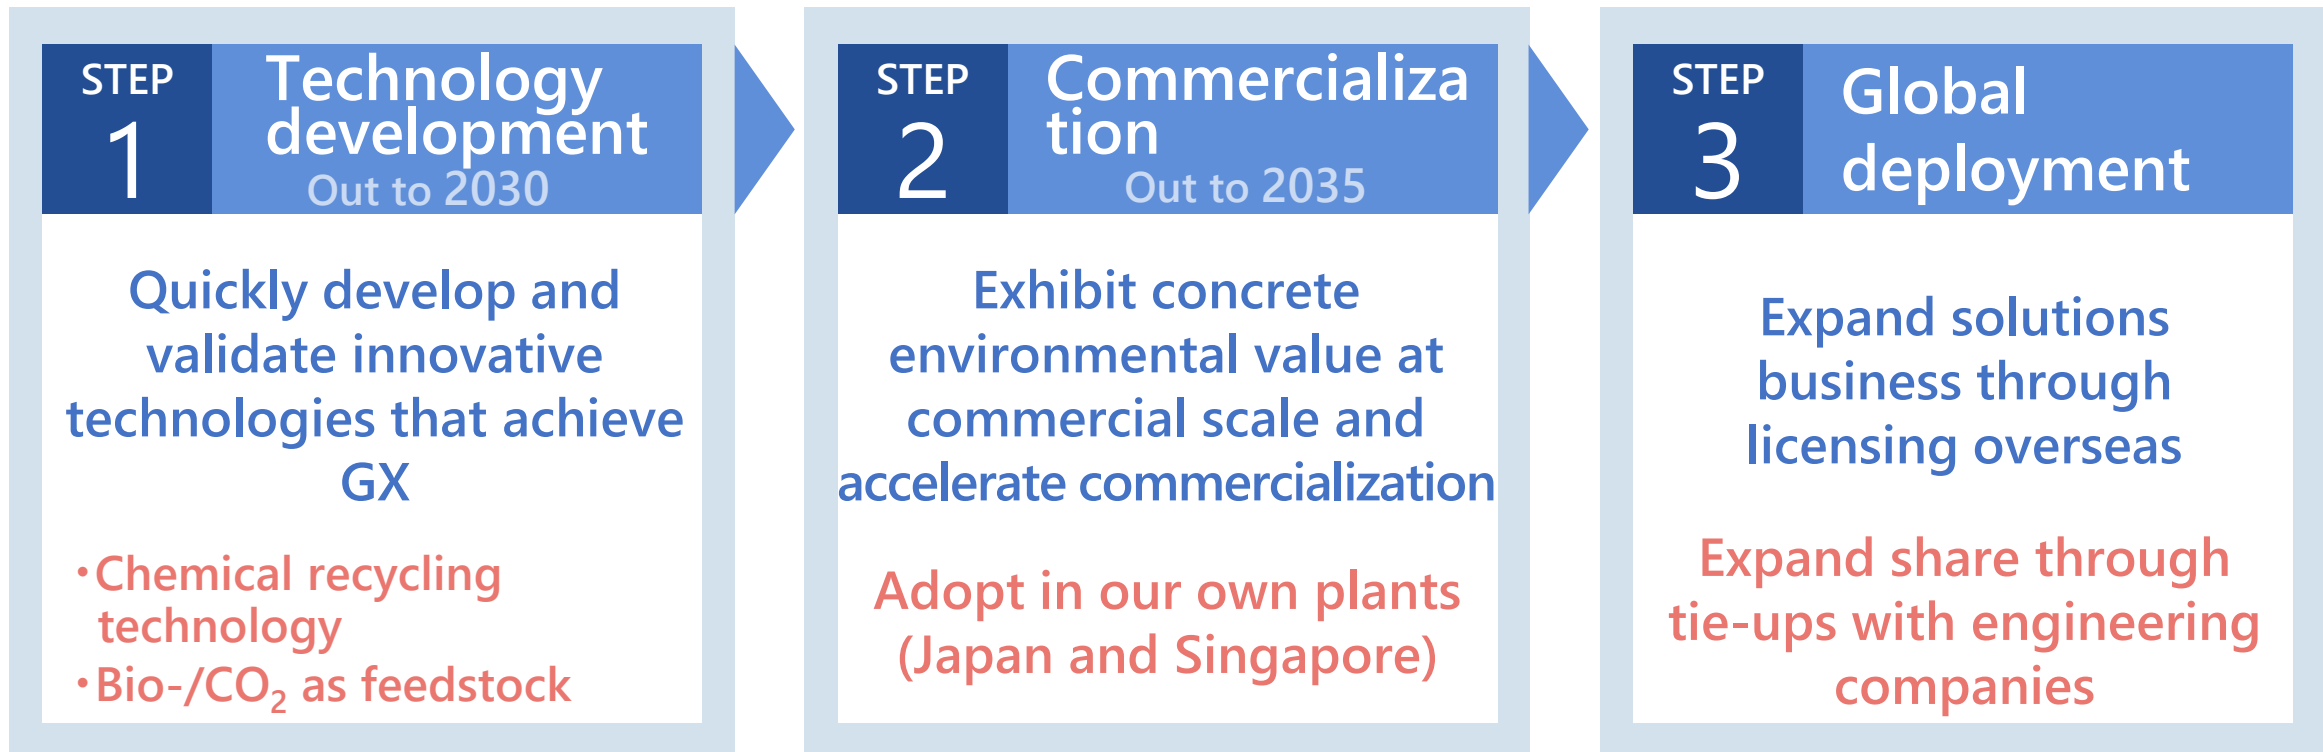 STEP
1
Technology
development
Out to 2030
Quickly develop and
validate innovative
technologies that achieve
GX
・Chemical recycling
technology
・Bio-/CO₂ as feedstock
STEP
2
Commercializa
tion
Out to 2035
Exhibit concrete
environmental value at
commercial scale and
accelerate commercialization
Adopt in our own plants
(Japan and Singapore)
STEP
3
Global
deployment
Expand solutions
business through
licensing overseas
Expand share through
tie-ups with engineering
companies